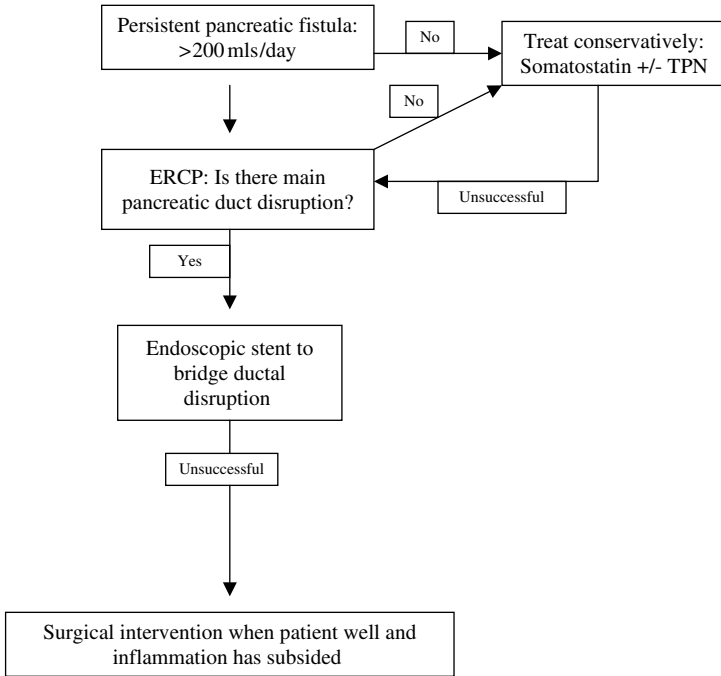 Persistent pancreatic fistula:
>200 mls/day
No
Treat conservatively:
Somatostatin +/- TPN
No
ERCP: Is there main
pancreatic duct disruption?
Unsuccessful
Yes
Endoscopic stent to
bridge ductal
disruption
Unsuccessful
Surgical intervention when patient well and
inflammation has subsided